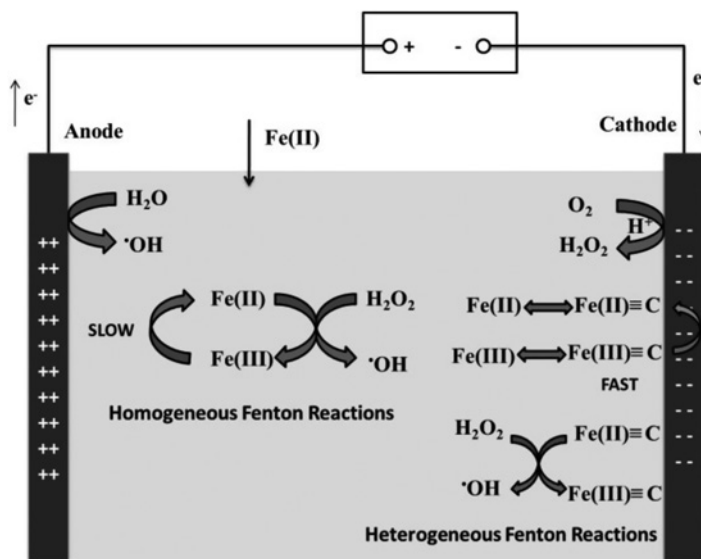 + -
e-
e
Anode
Cathode
Fe(II)
H₂O
·OH
O₂
H⁺
H₂O₂
++
++
++
++
++
++
++
++
++
++
- -
- -
- -
- -
- -
- -
- -
- -
- -
- -
SLOW
Fe(II)
H₂O₂
Fe(III)
·OH
Homogeneous Fenton Reactions
Fe(II) Fe(II)≡C
Fe(III) Fe(III)≡C
FAST
H₂O₂ Fe(II)≡C
·OH Fe(III)≡C
Heterogeneous Fenton Reactions